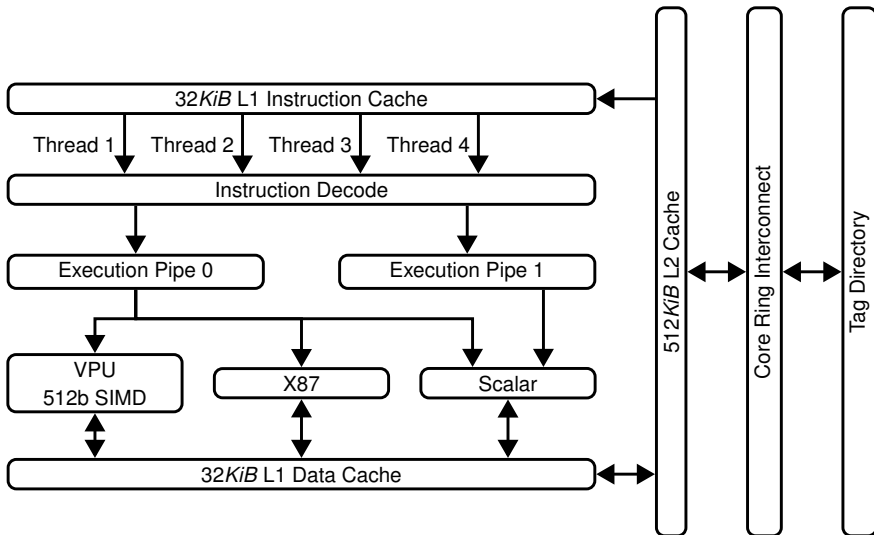 32KiB L1 Instruction Cache
Thread 1
Thread 2
Thread 3
Thread 4
Instruction Decode
Execution Pipe 0
Execution Pipe 1
VPU
512b SIMD
X87
Scalar
32KiB L1 Data Cache
512KiB L2 Cache
Core Ring Interconnect
Tag Directory